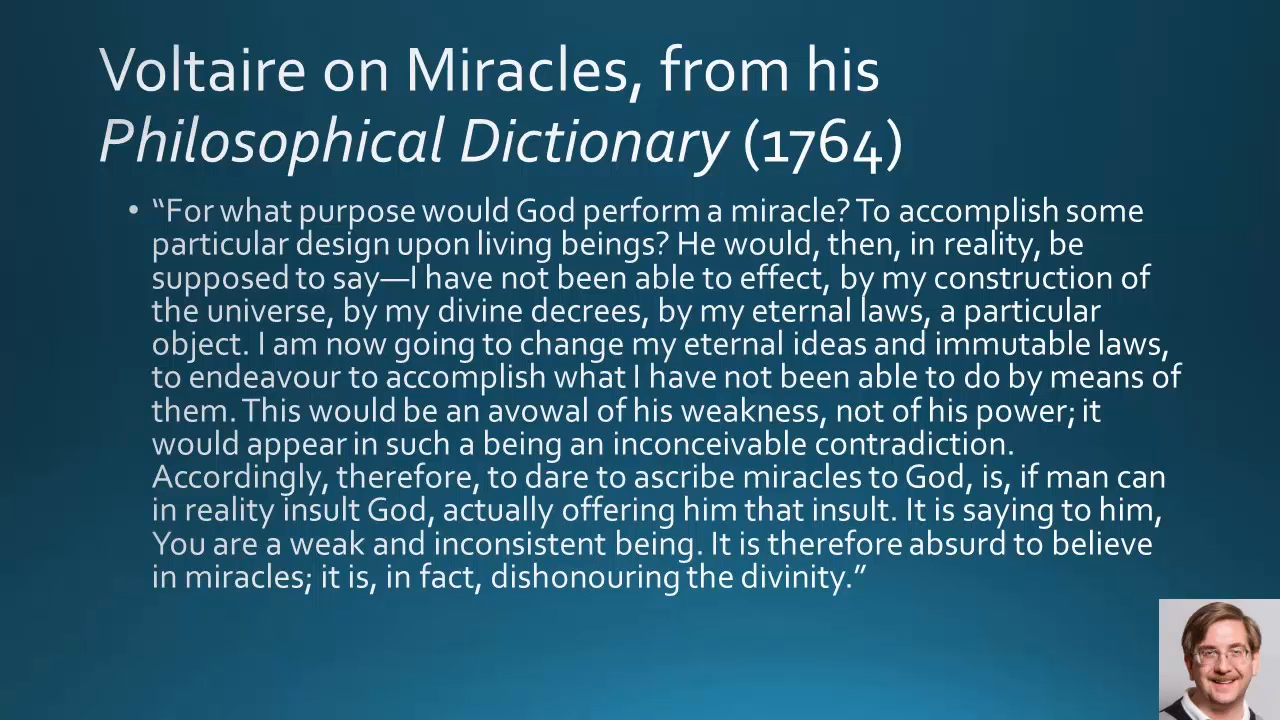 Voltaire on Miracles, from his
Philosophical Dictionary (1764)
• “For what purpose would God perform a miracle? To accomplish some
particular design upon living beings? He would, then, in reality, be
supposed to say—I have not been able to effect, by my construction of
the universe, by my divine decrees, by my eternal laws, a particular
object. I am now going to change my eternal ideas and immutable laws,
to endeavour to accomplish what I have not been able to do by means of
them. This would be an avowal of his weakness, not of his power; it
would appear in such a being an inconceivable contradiction.
Accordingly, therefore, to dare to ascribe miracles to God, is, if man can
in reality insult God, actually offering him that insult. It is saying to him,
You are a weak and inconsistent being. It is therefore absurd to believe
in miracles; it is, in fact, dishonouring the divinity.”